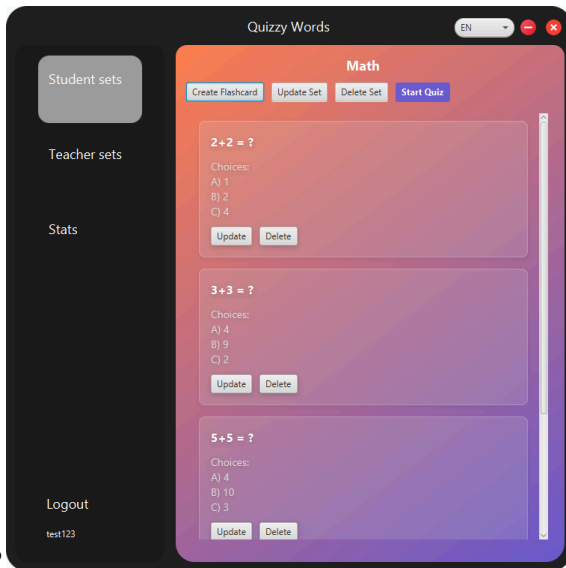 Quizzy Words
EN
Student sets
Teacher sets
Stats
Logout
test123
Math
Create Flashcard Update Set Delete Set Start Quiz
2+2 = ?
Choices:
A) 1
B) 2
C) 4
Update Delete
3+3 = ?
Choices:
A) 4
B) 9
C) 2
Update Delete
5+5 = ?
Choices:
A) 4
B) 10
C) 3
Update Delete